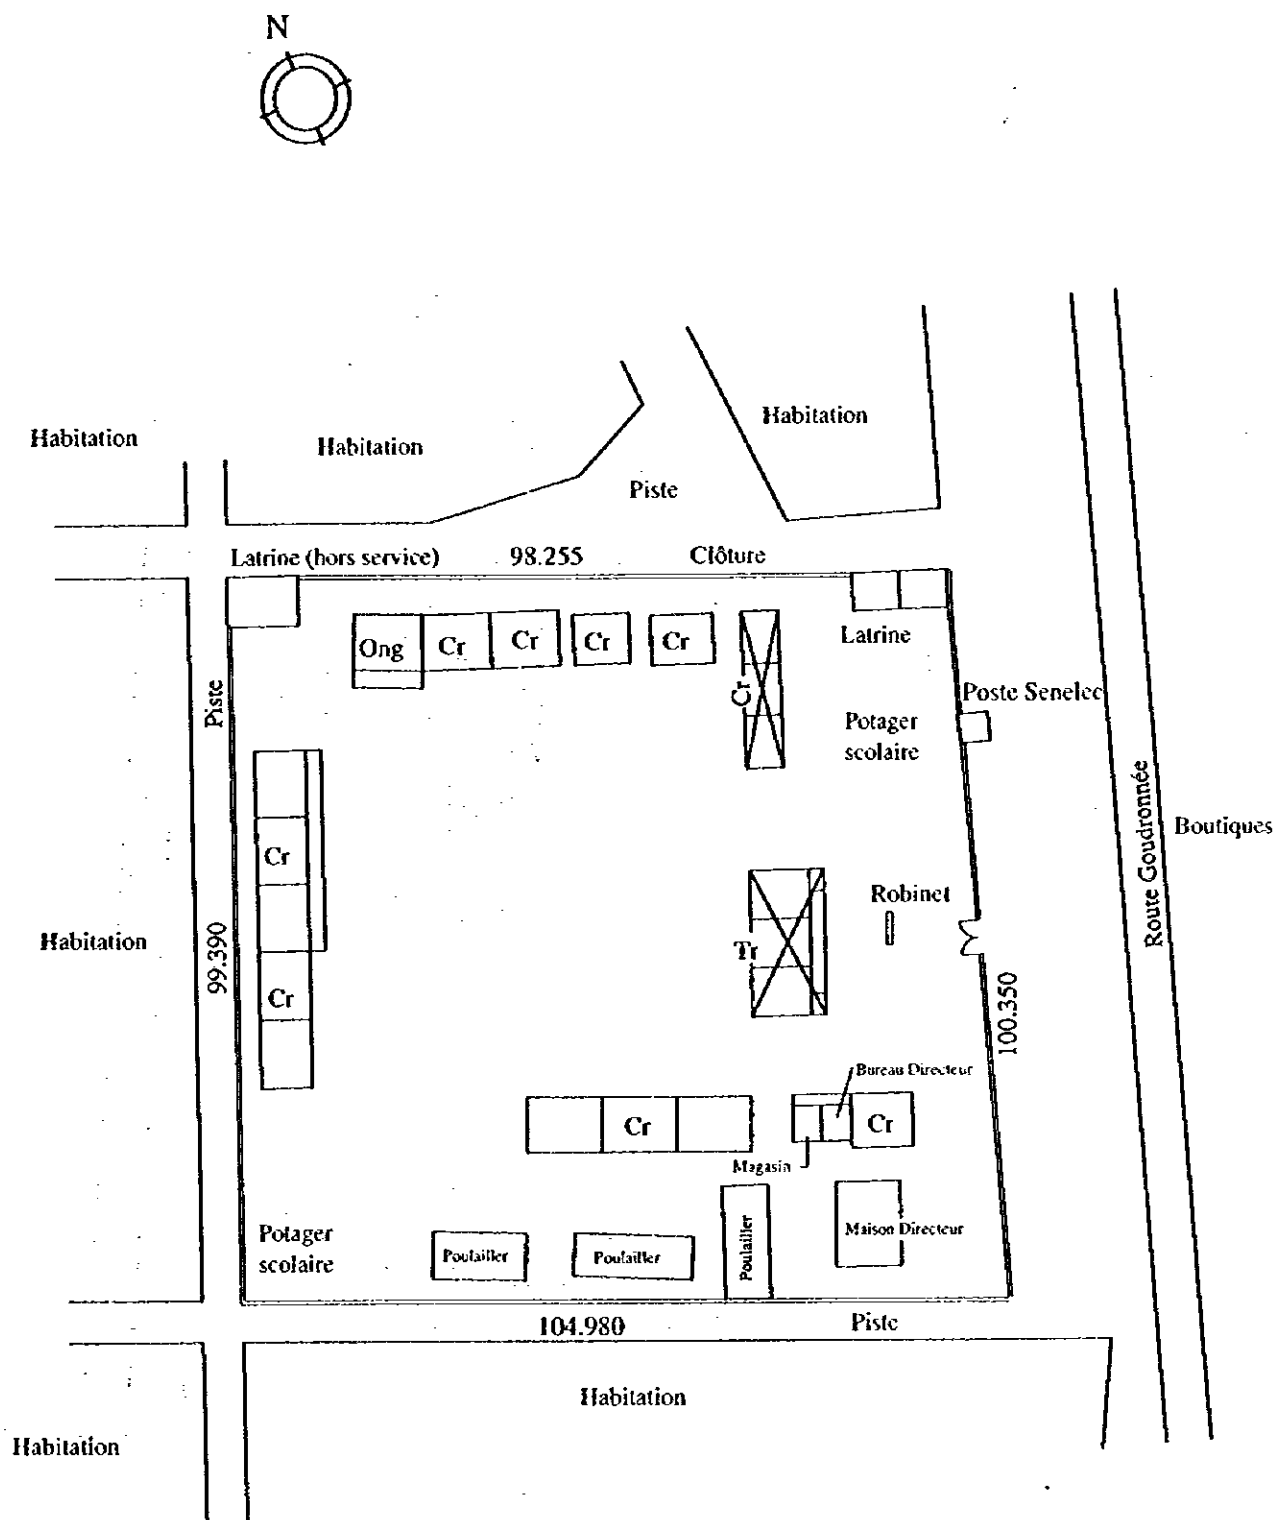 N
Habitation
Habitation
Habitation
Piste
Latrine (hors service)
98.255
Clôture
Ong
Cr
Cr
Cr
Cr
Cr
Latrine
Piste
Poste Senelec
Potager
scolaire
Route Goudronnée
Boutiques
Cr
Robinet
Habitation
99.390
Tr
Cr
100.350
Bureau Directeur
Cr
Cr
Magasin
Potager
scolaire
Poulailler
Poulailler
Poulailler
Maison Directeur
104.980
Piste
Habitation
Habitation